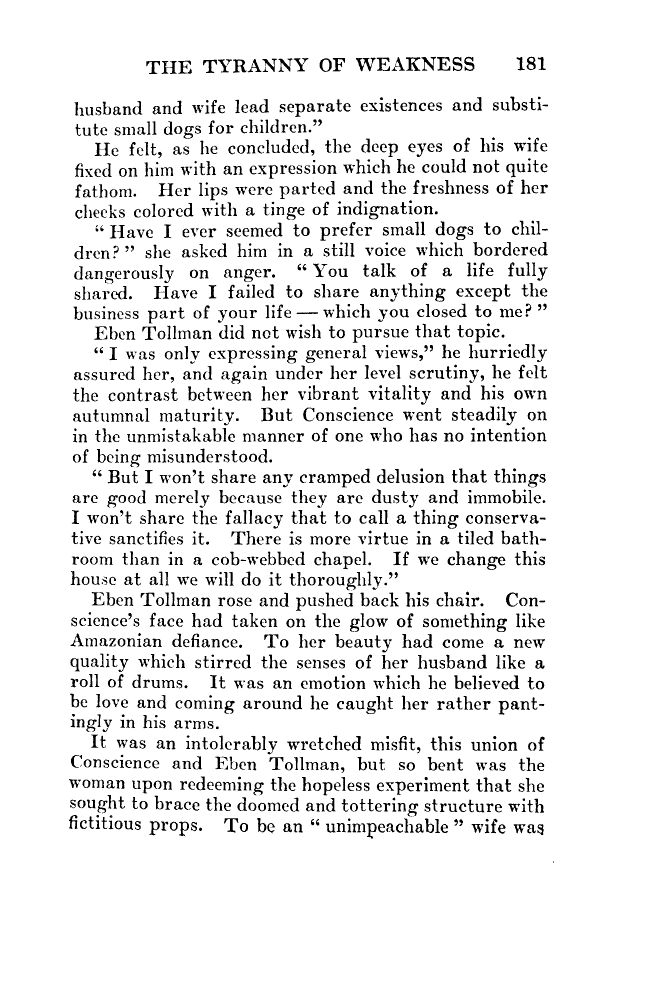 THE TYRANNY OF WEAKNESS 181
husband and wife lead separate existences and substi-
tute small dogs for children.”
He felt, as he concluded, the deep eyes of his wife
fixed on him with an expression which he could not quite
fathom. Her lips were parted and the freshness of her
cheeks colored with a tinge of indignation.
“ Have I ever seemed to prefer small dogs to chil-
dren? ” she asked him in a still voice which bordered
dangerously on anger. “ You talk of a life fully
shared. Have I failed to share anything except the
business part of your life — which you closed to me? ”
Eben Tollman did not wish to pursue that topic.
“ I was only expressing general views,” he hurriedly
assured her, and again under her level scrutiny, he felt
the contrast between her vibrant vitality and his own
autumnal maturity. But Conscience went steadily on
in the unmistakable manner of one who has no intention
of being misunderstood.
“ But I won’t share any cramped delusion that things
are good merely because they are dusty and immobile.
I won’t share the fallacy that to call a thing conserva-
tive sanctifies it. There is more virtue in a tiled bath-
room than in a cob-webbed chapel. If we change this
house at all we will do it thoroughly.”
Eben Tollman rose and pushed back his chair. Con-
science’s face had taken on the glow of something like
Amazonian defiance. To her beauty had come a new
quality which stirred the senses of her husband like a
roll of drums. It was an emotion which he believed to
be love and coming around he caught her rather pant-
ingly in his arms.
It was an intolerably wretched misfit, this union of
Conscience and Eben Tollman, but so bent was the
woman upon redeeming the hopeless experiment that she
sought to brace the doomed and tottering structure with
fictitious props. To be an “ unimpeachable ” wife was